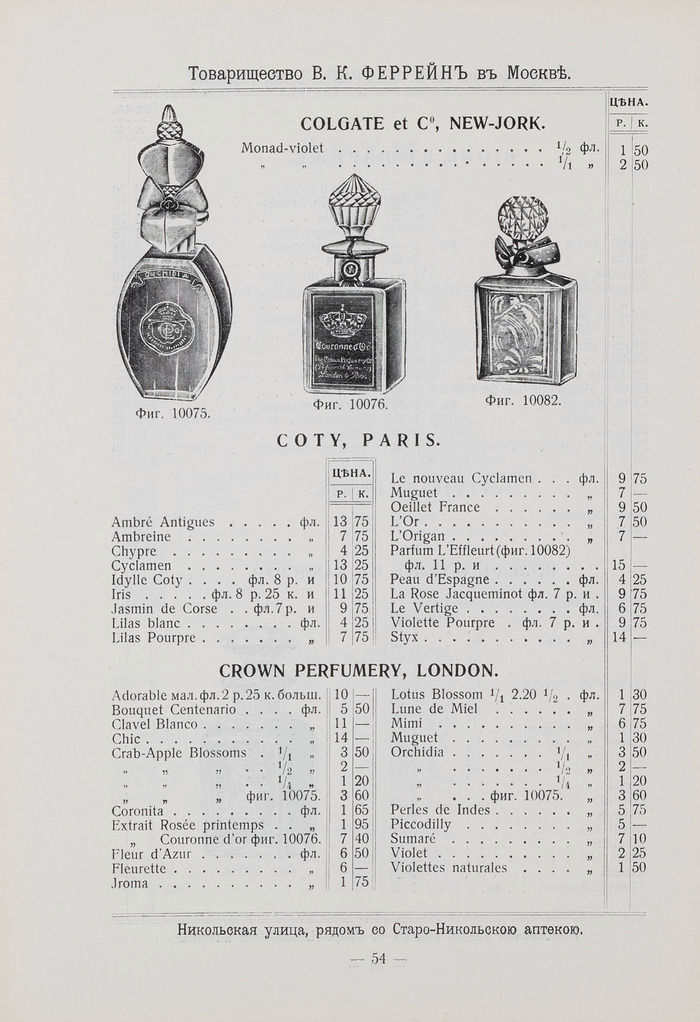 Товарищество В. К. ФЕРРЕЙНЪ въ Москвѣ.
ЦѢНА.
Р. К.
COLGATE et Cº, NEW-JORK.
Monad-violet . . . . . . . . . . . . . . . ½ фл. 1 50
„ „ . . . . . . . . . . . . . . . 1/1 „ 2 50
ORCHIDIA
Couronne d'Or
The Crown Perfumery Co
London & Paris
Фиг. 10075.
Фиг. 10076.
Фиг. 10082.
COTY, PARIS.
ЦѢНА.
Р. К.
Ambré Antigues . . . . . фл. 13 75
Ambreine . . . . . . . . „ 7 75
Chypre . . . . . . . . . „ 4 25
Cyclamen . . . . . . . . „ 13 25
Idylle Coty . . . . фл. 8 р. и 10 75
Iris . . . . . фл. 8 р. 25 к. и 11 25
Jasmin de Corse . . фл. 7 р. и 9 75
Lilas blanc . . . . . . . фл. 4 25
Lilas Pourpre . . . . . . . „ 7 75
Le nouveau Cyclamen . . . фл. 9 75
Muguet . . . . . . . . . „ 7 —
Oeillet France . . . . . . „ 9 50
L'Or . . . . . . . . . . „ 7 50
L'Origan . . . . . . . . . „ 7 —
Parfum L'Effleurt (фиг. 10082)
фл. 11 р. и . . . . . . . . 15 —
Peau d'Espagne . . . . . . фл. 4 25
La Rose Jacqueminot фл. 7 р. и . 9 75
Le Vertige . . . . . . . . фл. 6 75
Violette Pourpre . фл. 7 р. и . 9 75
Styx . . . . . . . . . . „ 14 —
CROWN PERFUMERY, LONDON.
Adorable мал. фл. 2 р. 25 к. больш. 10 —
Bouquet Centenario . . . . фл. 5 50
Clavel Blanco . . . . . . . „ 11 —
Chic . . . . . . . . . . . „ 14 —
Crab-Apple Blossoms . 1/1 „ 3 50
„ „ „ . . ½ „ 2 —
„ „ „ . . ¼ „ 1 20
„ „ „ фиг. 10075. 3 60
Coronita . . . . . . . . . фл. 1 65
Extrait Rosée printemps . . „ 1 95
„ Couronne d'or фиг. 10076. 7 40
Fleur d'Azur . . . . . . . фл. 6 50
Fleurette . . . . . . . . . „ 6 —
Jroma . . . . . . . . . . „ 1 75
Lotus Blossom 1/1 2.20 ½ . фл. 1 30
Lune de Miel . . . . . . „ 7 75
Mimi . . . . . . . . . . „ 6 75
Muguet . . . . . . . . . „ 1 30
Orchidia . . . . . . . 1/1 „ 3 50
„ . . . . . . . . ½ „ 2 —
„ . . . . . . . . ¼ „ 1 20
„ . . . фиг. 10075. „ 3 60
Perles de Indes . . . . . . „ 5 75
Piccodilly . . . . . . . . „ 5 —
Sumaré . . . . . . . . . „ 7 10
Violet . . . . . . . . . . „ 2 25
Violettes naturales . . . . „ 1 50
Никольская улица, рядомъ со Старо-Никольскою аптекою.
— 54 —